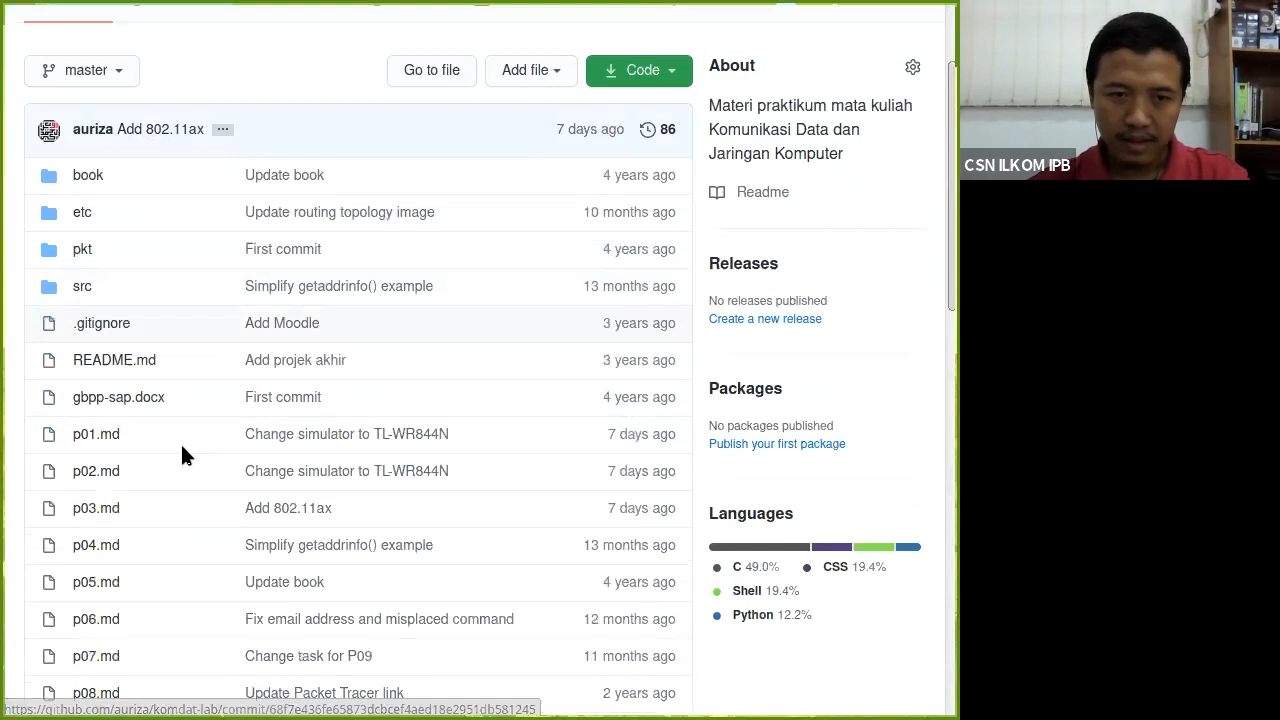 master
Go to file
Add file
Code
auriza Add 802.11ax ... 7 days ago 86
book Update book 4 years ago
etc Update routing topology image 10 months ago
pkt First commit 4 years ago
src Simplify getaddrinfo() example 13 months ago
.gitignore Add Moodle 3 years ago
README.md Add projek akhir 3 years ago
gbpp-sap.docx First commit 4 years ago
p01.md Change simulator to TL-WR844N 7 days ago
p02.md Change simulator to TL-WR844N 7 days ago
p03.md Add 802.11ax 7 days ago
p04.md Simplify getaddrinfo() example 13 months ago
p05.md Update book 4 years ago
p06.md Fix email address and misplaced command 12 months ago
p07.md Change task for P09 11 months ago
p08.md Update Packet Tracer link 2 years ago
https://github.com/auriza/komdat-lab/commit/68f7e436fe65873dcbcef4aed18e2951db581245
About
Materi praktikum mata kuliah
Komunikasi Data dan
Jaringan Komputer
Readme
Releases
No releases published
Create a new release
Packages
No packages published
Publish your first package
Languages
C 49.0% CSS 19.4%
Shell 19.4%
Python 12.2%
CSN ILKOM IPB